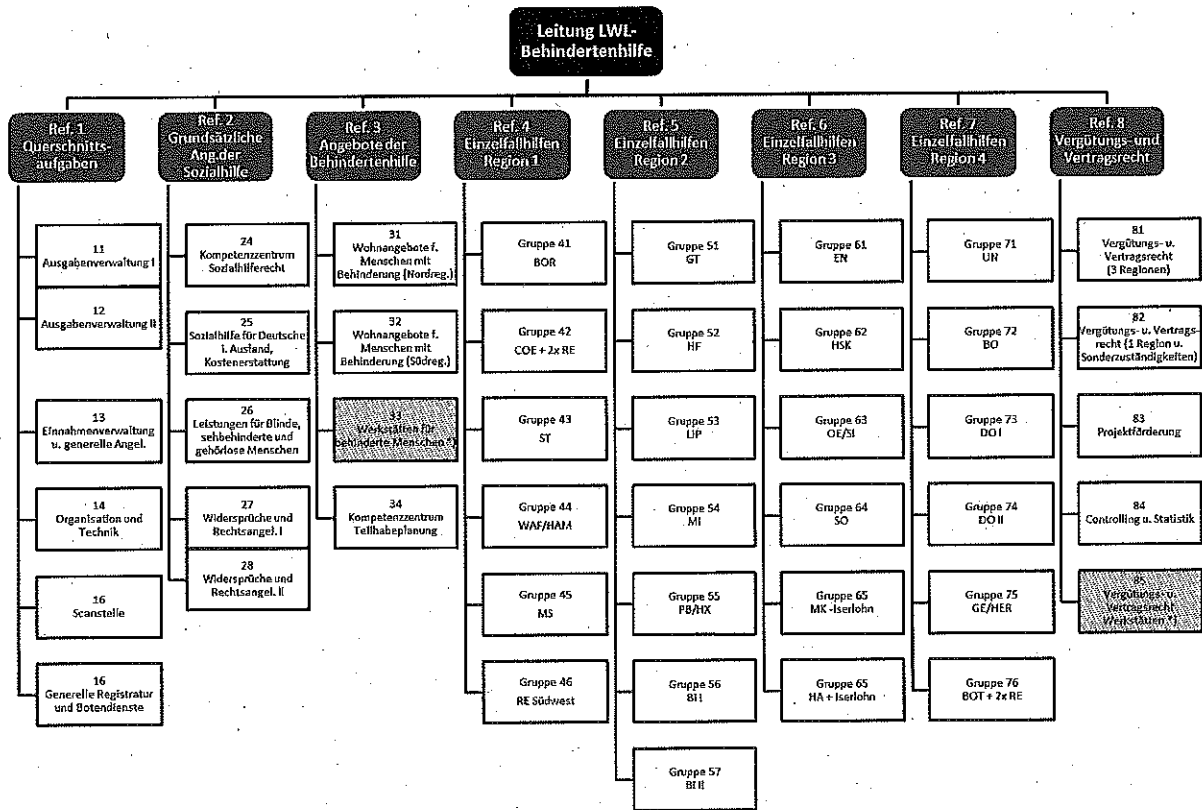 Leitung LWL-
Behindertenhilfe
Ref. 1
Querschnitts-
aufgaben
Ref. 2
Grundsätzliche
Ang.der
Sozialhilfe
Ref. 3
Angebote der
Behindertenhilfe
Ref. 4
Einzelfallhilfen
Region 1
Ref. 5
Einzelfallhilfen
Region 2
Ref. 6
Einzelfallhilfen
Region 3
Ref. 7
Einzelfallhilfen
Region 4
Ref. 8
Vergütungs- und
Vertragsrecht
11
Ausgabenverwaltung I
12
Ausgabenverwaltung II
13
Einnahmenverwaltung
u. generelle Angel.
14
Organisation und
Technik
16
Scanstelle
16
Generelle Registratur
und Botendienste
24
Kompetenzzentrum
Sozialhilferecht
25
Sozialhilfe für Deutsche
i. Ausland,
Kostenerstattung
26
Leistungen für Blinde,
sehbehinderte und
gehörlose Menschen
27
Widersprüche und
Rechtsangel. I
28
Widersprüche und
Rechtsangel. II
31
Wohnangebote f.
Menschen mit
Behinderung (Nordreg.)
32
Wohnangebote f.
Menschen mit
Behinderung (Südreg.)
33
Werkstätten für
behinderte Menschen *)
34
Kompetenzzentrum
Teilhabeplanung
Gruppe 41
BOR
Gruppe 42
COE + 2x RE
Gruppe 43
ST
Gruppe 44
WAF/HAM
Gruppe 45
MS
Gruppe 46
RE Südwest
Gruppe 51
GT
Gruppe 52
HF
Gruppe 53
LIP
Gruppe 54
MI
Gruppe 55
PB/HX
Gruppe 56
BI I
Gruppe 57
BI II
Gruppe 61
EN
Gruppe 62
HSK
Gruppe 63
OE/SI
Gruppe 64
SO
Gruppe 65
MK -Iserlohn
Gruppe 65
HA + Iserlohn
Gruppe 71
UN
Gruppe 72
BO
Gruppe 73
DO I
Gruppe 74
DO II
Gruppe 75
GE/HER
Gruppe 76
BOT + 2x RE
81
Vergütungs- u.
Vertragsrecht
(3 Regionen)
82
Vergütungs- u. Vertrags-
recht (1 Region u.
Sonderzuständigkeiten)
83
Projektförderung
84
Controlling u. Statistik
85
Vergütungs- u.
Vertragsrecht
Werkstätten *)